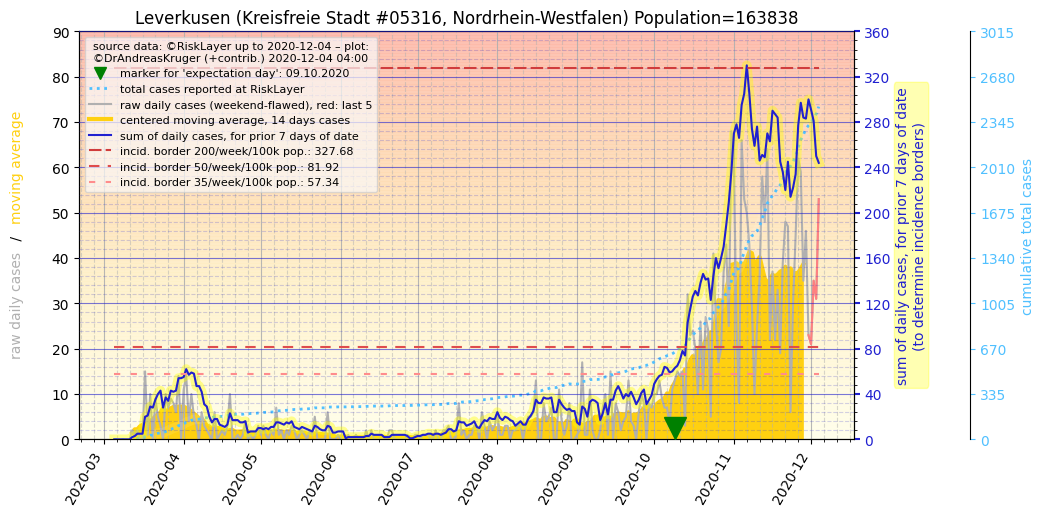 Leverkusen (Kreisfreie Stadt #05316, Nordrhein-Westfalen) Population=163838
source data: ©RiskLayer up to 2020-12-04 – plot:
©DrAndreasKruger (+contrib.) 2020-12-04 04:00
marker for 'expectation day': 09.10.2020
total cases reported at RiskLayer
raw daily cases (weekend-flawed), red: last 5
centered moving average, 14 days cases
sum of daily cases, for prior 7 days of date
incid. border 200/week/100k pop.: 327.68
incid. border 50/week/100k pop.: 81.92
incid. border 35/week/100k pop.: 57.34
raw daily cases / moving average
90
80
70
60
50
40
30
20
10
0
2020-03
2020-04
2020-05
2020-06
2020-07
2020-08
2020-09
2020-10
2020-11
2020-12
360
320
280
240
200
160
120
80
40
0
sum of daily cases, for prior 7 days of date
(to determine incidence borders)
3015
2680
2345
2010
1675
1340
1005
670
335
0
cumulative total cases